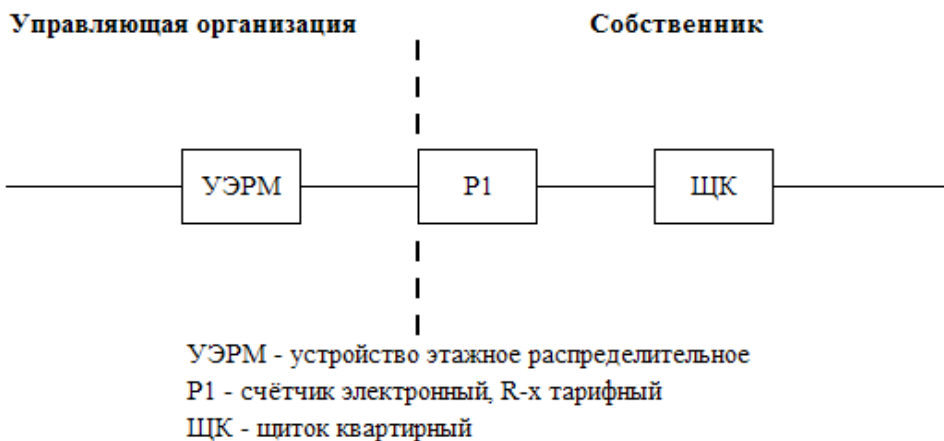 Управляющая организация
Собственник
УЭРМ
Р1
ЩК
УЭРМ - устройство этажное распределительное
Р1 - счётчик электронный, R-х тарифный
ЩК - щиток квартирный